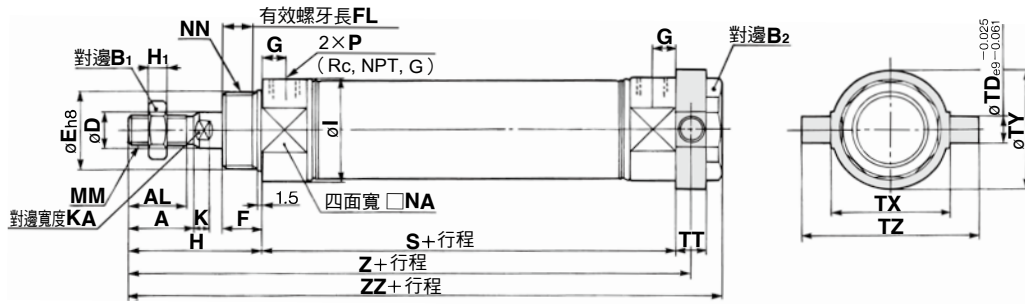 有效螺牙長FL
NN
G
2×P
(Rc, NPT, G)
G
對邊B₂
對邊B₁
H₁
øEh8
øD
øI
MM
對邊寬度KA
AL
A
K
F
1.5
四面寬 □NA
H
S+行程
TT
Z+行程
ZZ+行程
øTDe9 −0.025 −0.061
øTY
TX
TZ